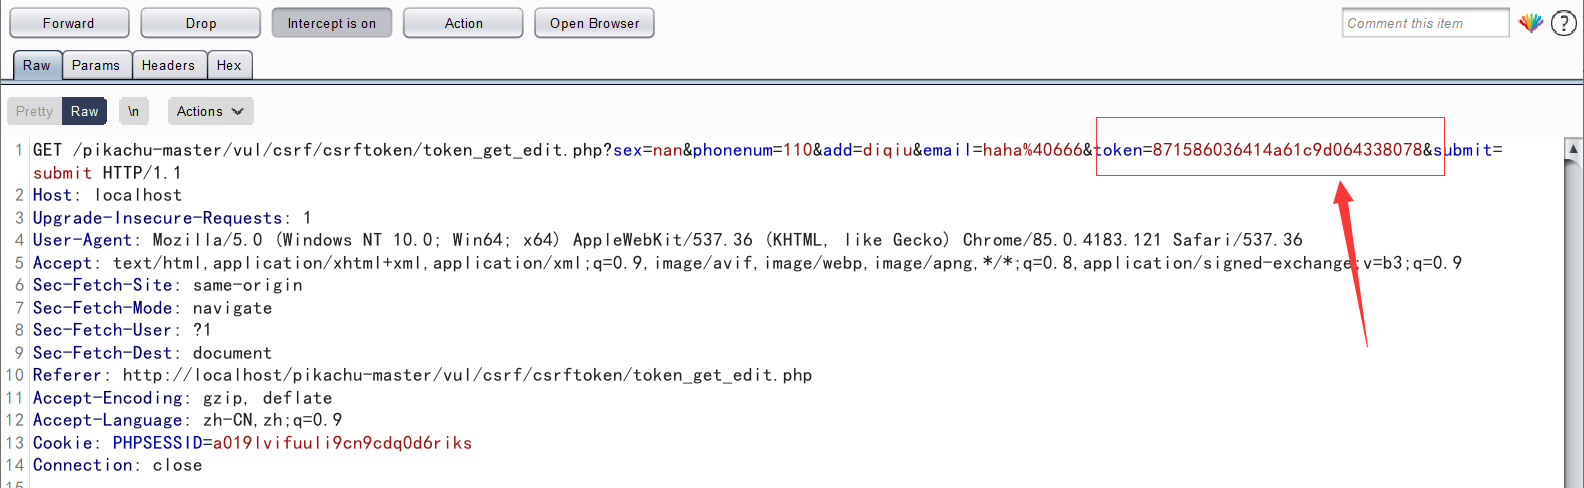 Forward Drop Intercept is on Action Open Browser Comment this item ?
Raw Params Headers Hex
Pretty Raw \n Actions
1 GET /pikachu-master/vul/csrf/csrftoken/token_get_edit.php?sex=nan&phonenum=110&add=diqiu&email=haha%40666&token=871586036414a61c9d064338078&submit=
submit HTTP/1.1
2 Host: localhost
3 Upgrade-Insecure-Requests: 1
4 User-Agent: Mozilla/5.0 (Windows NT 10.0; Win64; x64) AppleWebKit/537.36 (KHTML, like Gecko) Chrome/85.0.4183.121 Safari/537.36
5 Accept: text/html,application/xhtml+xml,application/xml;q=0.9,image/avif,image/webp,image/apng,*/*;q=0.8,application/signed-exchange;v=b3;q=0.9
6 Sec-Fetch-Site: same-origin
7 Sec-Fetch-Mode: navigate
8 Sec-Fetch-User: ?1
9 Sec-Fetch-Dest: document
10 Referer: http://localhost/pikachu-master/vul/csrf/csrftoken/token_get_edit.php
11 Accept-Encoding: gzip, deflate
12 Accept-Language: zh-CN,zh;q=0.9
13 Cookie: PHPSESSID=a019lvifuuli9cn9cdq0d6riks
14 Connection: close
15